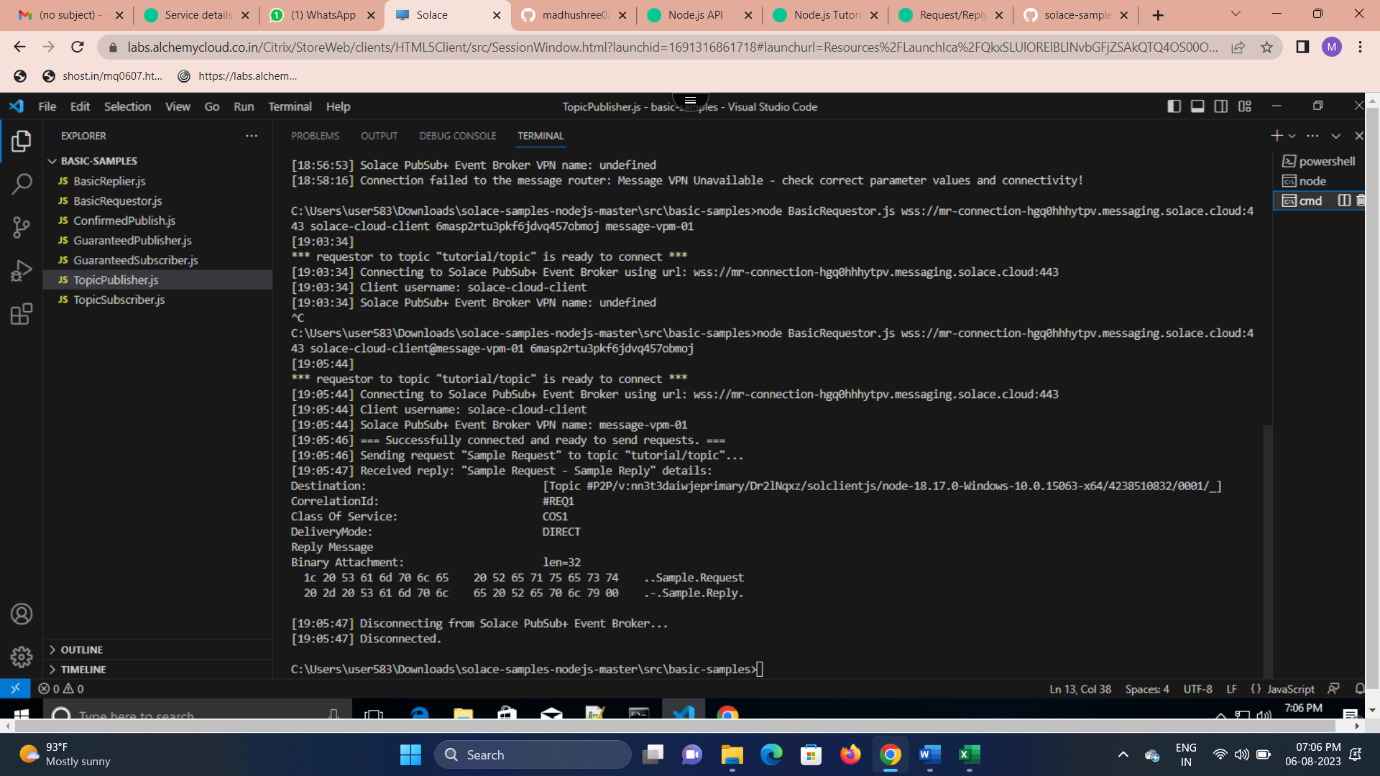 (no subject) -
Service details
(1) WhatsApp
Solace
madhushree0
Node.js API
Node.js Tutori
Request/Reply
solace-sample
labs.alchemycloud.co.in/Citrix/StoreWeb/clients/HTML5Client/src/SessionWindow.html?launchid=1691316861718#launchurl=Resources%2FLaunchIca%2F
M
shost.in/mq0607.ht...
https://labs.alchem...
File Edit Selection View Go Run Terminal Help
TopicPublisher.js - basic-samples - Visual Studio Code
EXPLORER
PROBLEMS OUTPUT DEBUG CONSOLE TERMINAL
BASIC-SAMPLES
JS BasicReplier.js
JS BasicRequestor.js
JS ConfirmedPublish.js
JS GuaranteedPublisher.js
JS GuaranteedSubscriber.js
JS TopicPublisher.js
JS TopicSubscriber.js
OUTLINE
TIMELINE
[18:56:53] Solace PubSub+ Event Broker VPN name: undefined
[18:58:16] Connection failed to the message router: Message VPN Unavailable - check correct parameter values and connectivity!
C:\Users\user583\Downloads\solace-samples-nodejs-master\src\basic-samples>node BasicRequestor.js wss://mr-connection-hgq0hhhytpv.messaging.solace.cloud:4
43 solace-cloud-client 6masp2rtu3pkf6jdvq457obmoj message-vpn-01
[19:03:34]
*** requestor to topic "tutorial/topic" is ready to connect ***
[19:03:34] Connecting to Solace PubSub+ Event Broker using url: wss://mr-connection-hgq0hhhytpv.messaging.solace.cloud:443
[19:03:34] Client username: solace-cloud-client
[19:03:34] Solace PubSub+ Event Broker VPN name: undefined
^C
C:\Users\user583\Downloads\solace-samples-nodejs-master\src\basic-samples>node BasicRequestor.js wss://mr-connection-hgq0hhhytpv.messaging.solace.cloud:4
43 solace-cloud-client@message-vpm-01 6masp2rtu3pkf6jdvq457obmoj
[19:05:44]
*** requestor to topic "tutorial/topic" is ready to connect ***
[19:05:44] Connecting to Solace PubSub+ Event Broker using url: wss://mr-connection-hgq0hhhytpv.messaging.solace.cloud:443
[19:05:44] Client username: solace-cloud-client
[19:05:44] Solace PubSub+ Event Broker VPN name: message-vpm-01
[19:05:46] === Successfully connected and ready to send requests. ===
[19:05:46] Sending request "Sample Request" to topic "tutorial/topic"...
[19:05:47] Received reply: "Sample Request - Sample Reply" details:
Destination: [Topic #P2P/v:nn3t3daiwjeprimary/Dr2lNqxz/solclientjs/node-18.17.0-Windows-10.0.15063-x64/4238510832/0001/_]
CorrelationId: #REQ1
Class Of Service: COS1
DeliveryMode: DIRECT
Reply Message
Binary Attachment: len=32
1c 20 53 61 6d 70 6c 65 20 52 65 71 75 65 73 74 ..Sample.Request
20 2d 20 53 61 6d 70 6c 65 20 52 65 70 6c 79 00 .-.Sample.Reply.
[19:05:47] Disconnecting from Solace PubSub+ Event Broker...
[19:05:47] Disconnected.
C:\Users\user583\Downloads\solace-samples-nodejs-master\src\basic-samples>
powershell
node
cmd
0 0
Ln 13, Col 38 Spaces: 4 UTF-8 LF {} JavaScript
Type here to search
7:06 PM
93°F
Mostly sunny
Search
ENG
IN
07:06 PM
06-08-2023